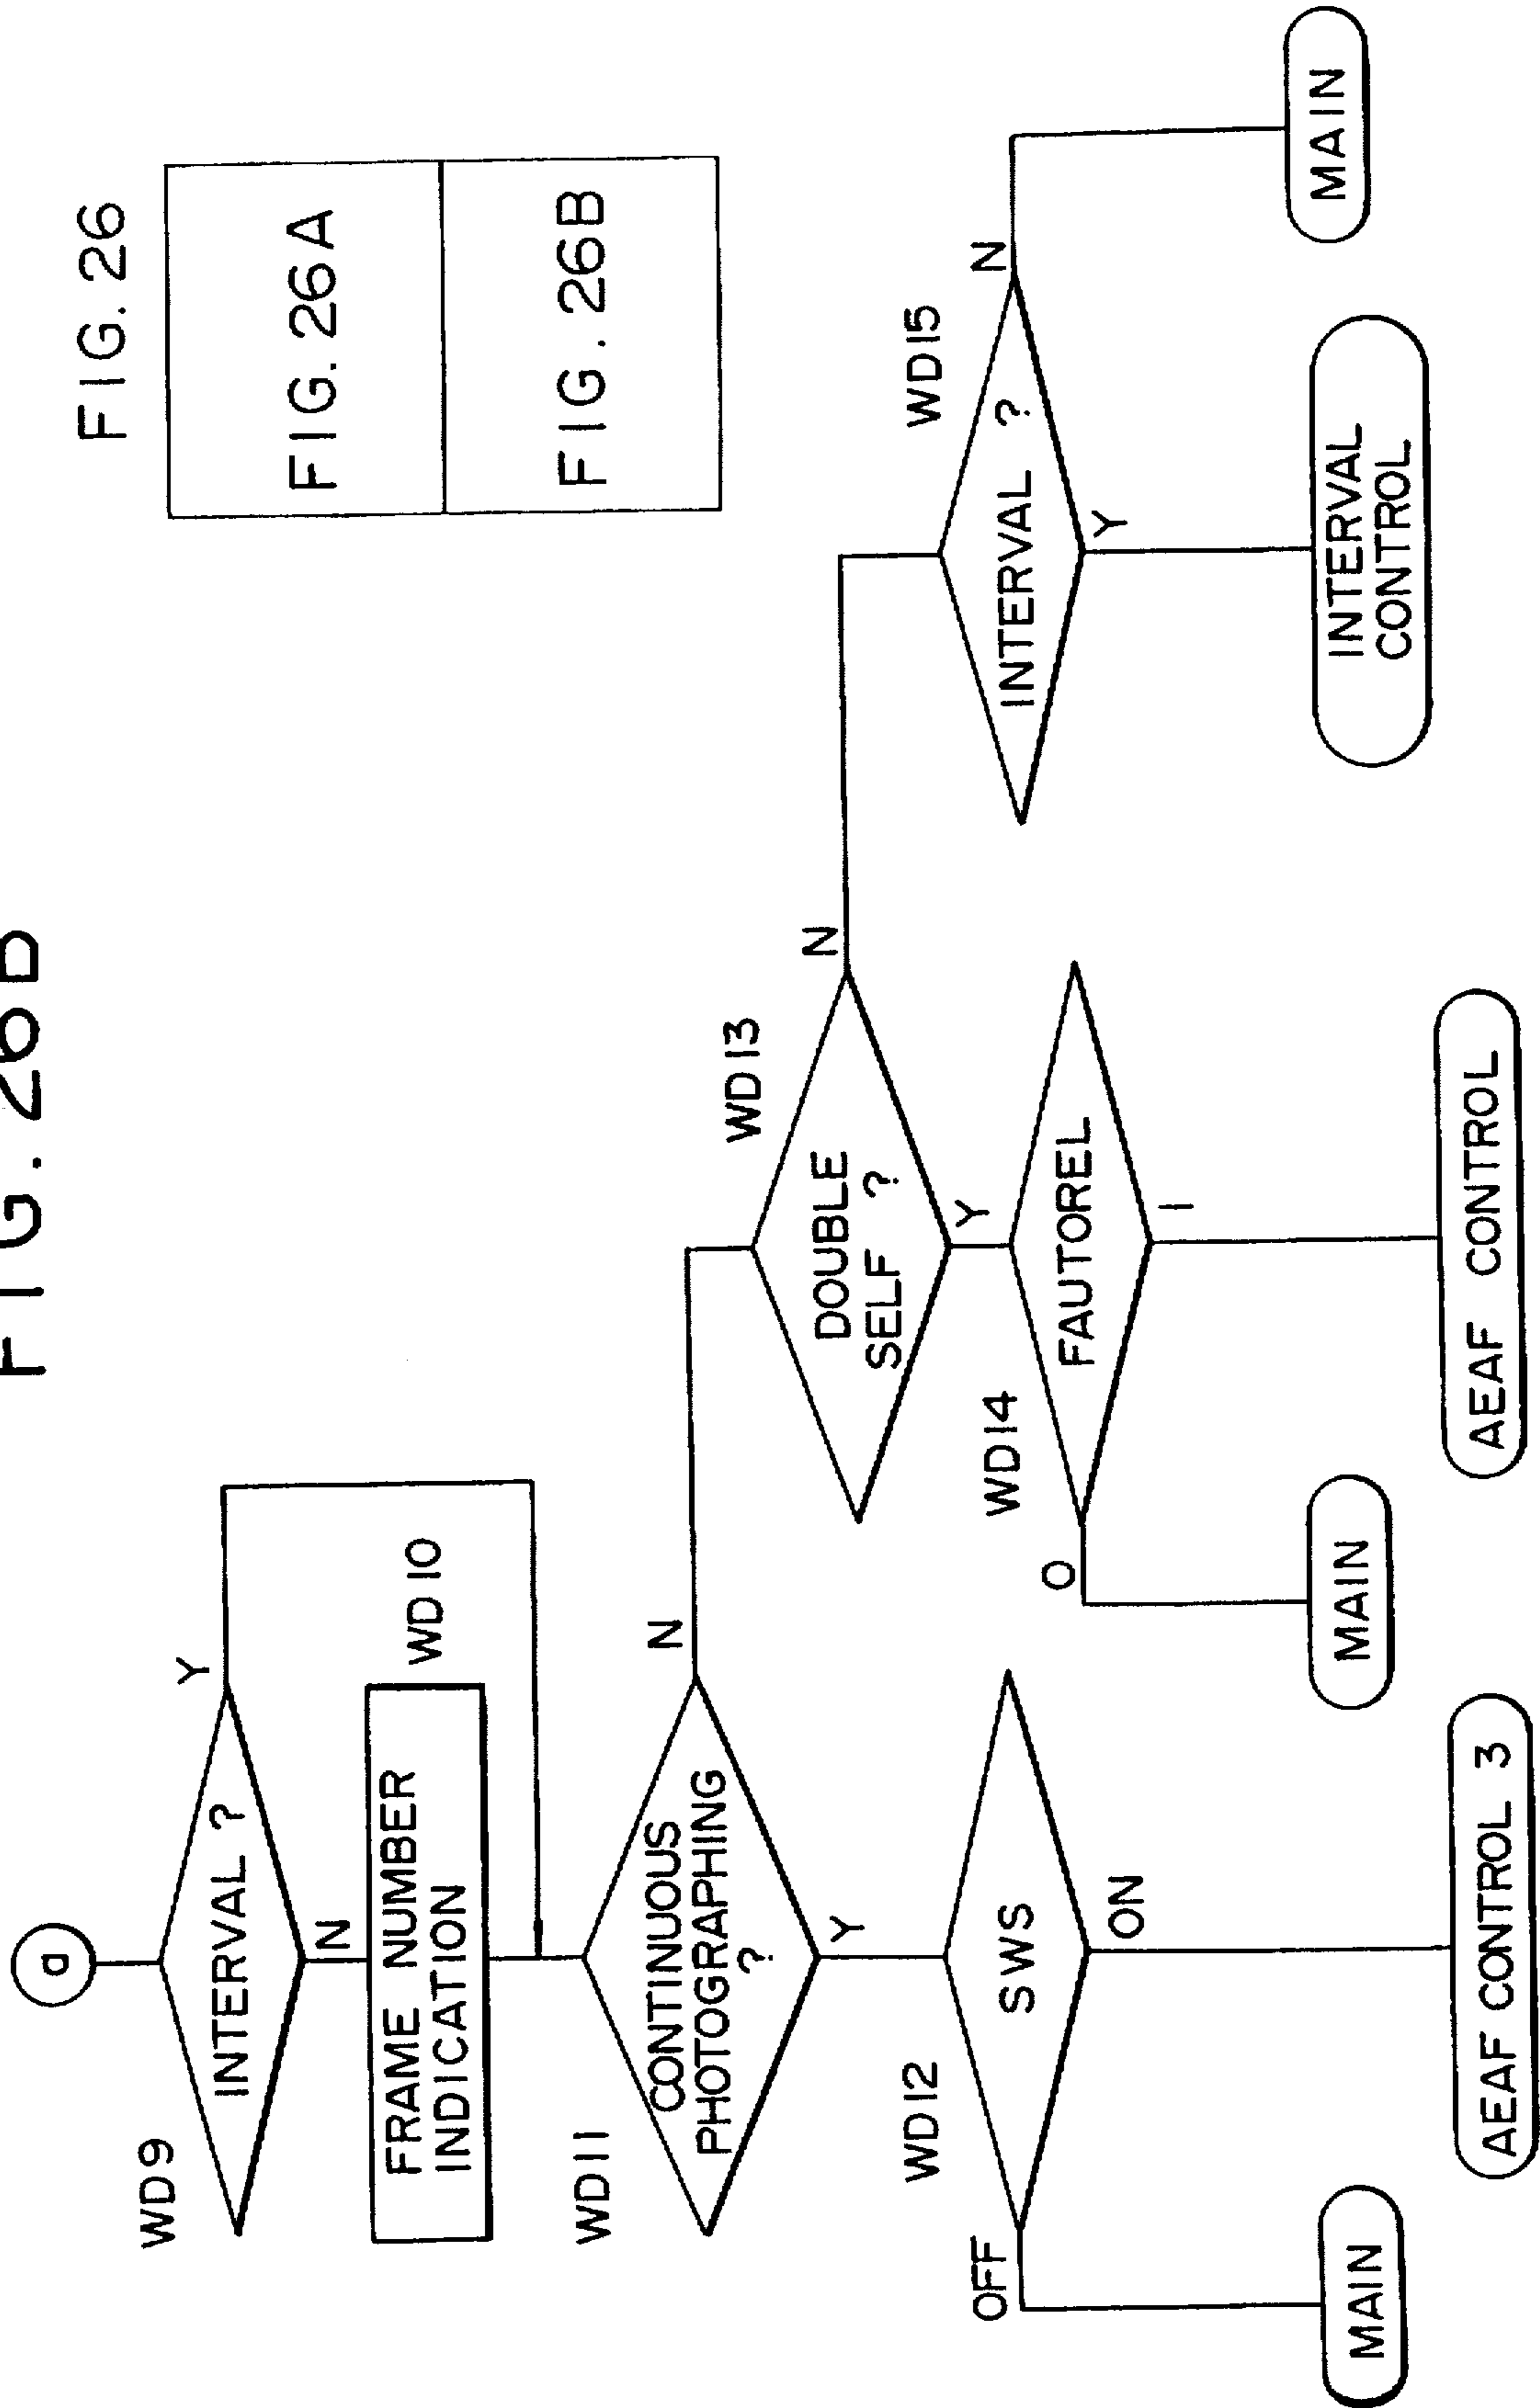 FIG. 26B
FIG. 26
FIG. 26A
FIG. 26B
a
WD9
INTERVAL ?
Y
N
FRAME NUMBER
INDICATION
WD10
WD11
CONTINUOUS
PHOTOGRAPHING
?
N
Y
WD12
SWS
OFF
ON
MAIN
AEAF CONTROL 3
WD13
DOUBLE
SELF ?
N
Y
WD14
FAUTOREL
0
1
MAIN
AEAF CONTROL
WD15
INTERVAL ?
N
Y
INTERVAL
CONTROL
MAIN